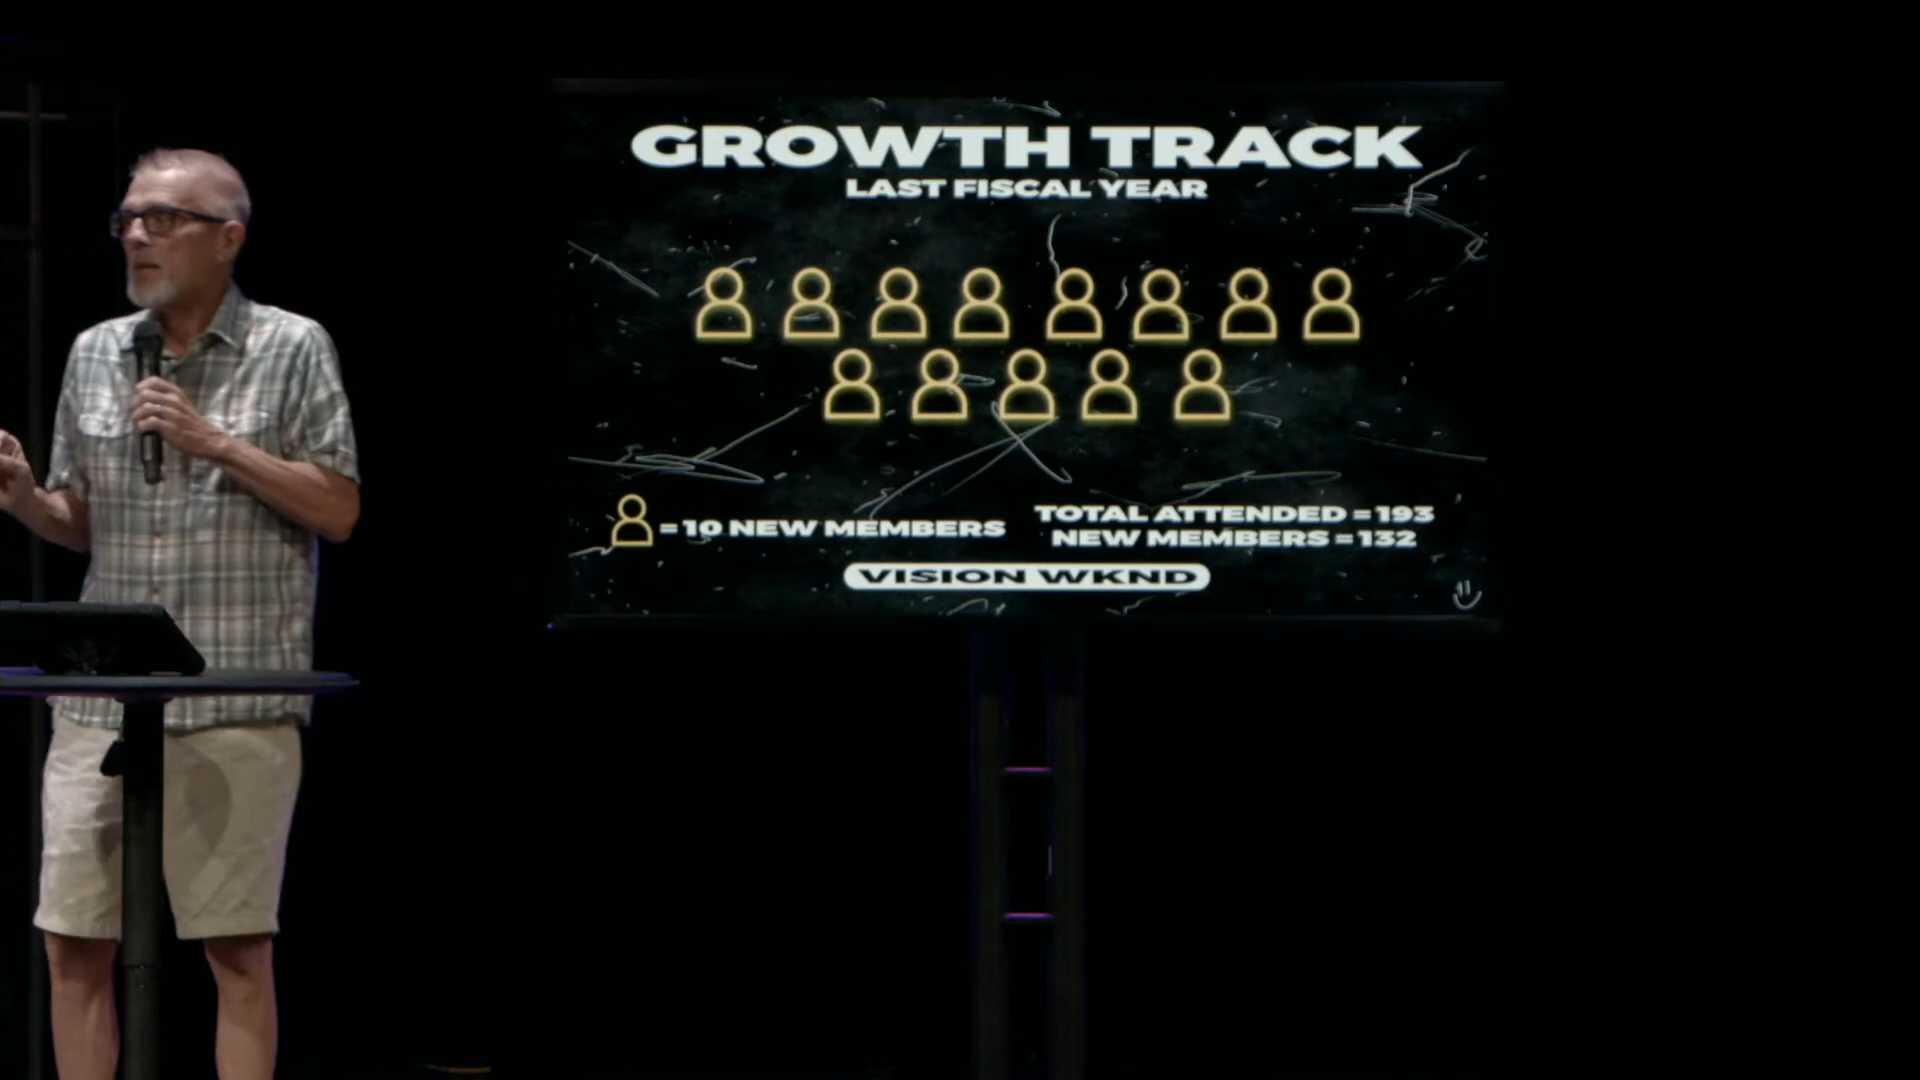 GROWTH TRACK
LAST FISCAL YEAR
= 10 NEW MEMBERS
TOTAL ATTENDED = 193
NEW MEMBERS = 132
VISION WKND